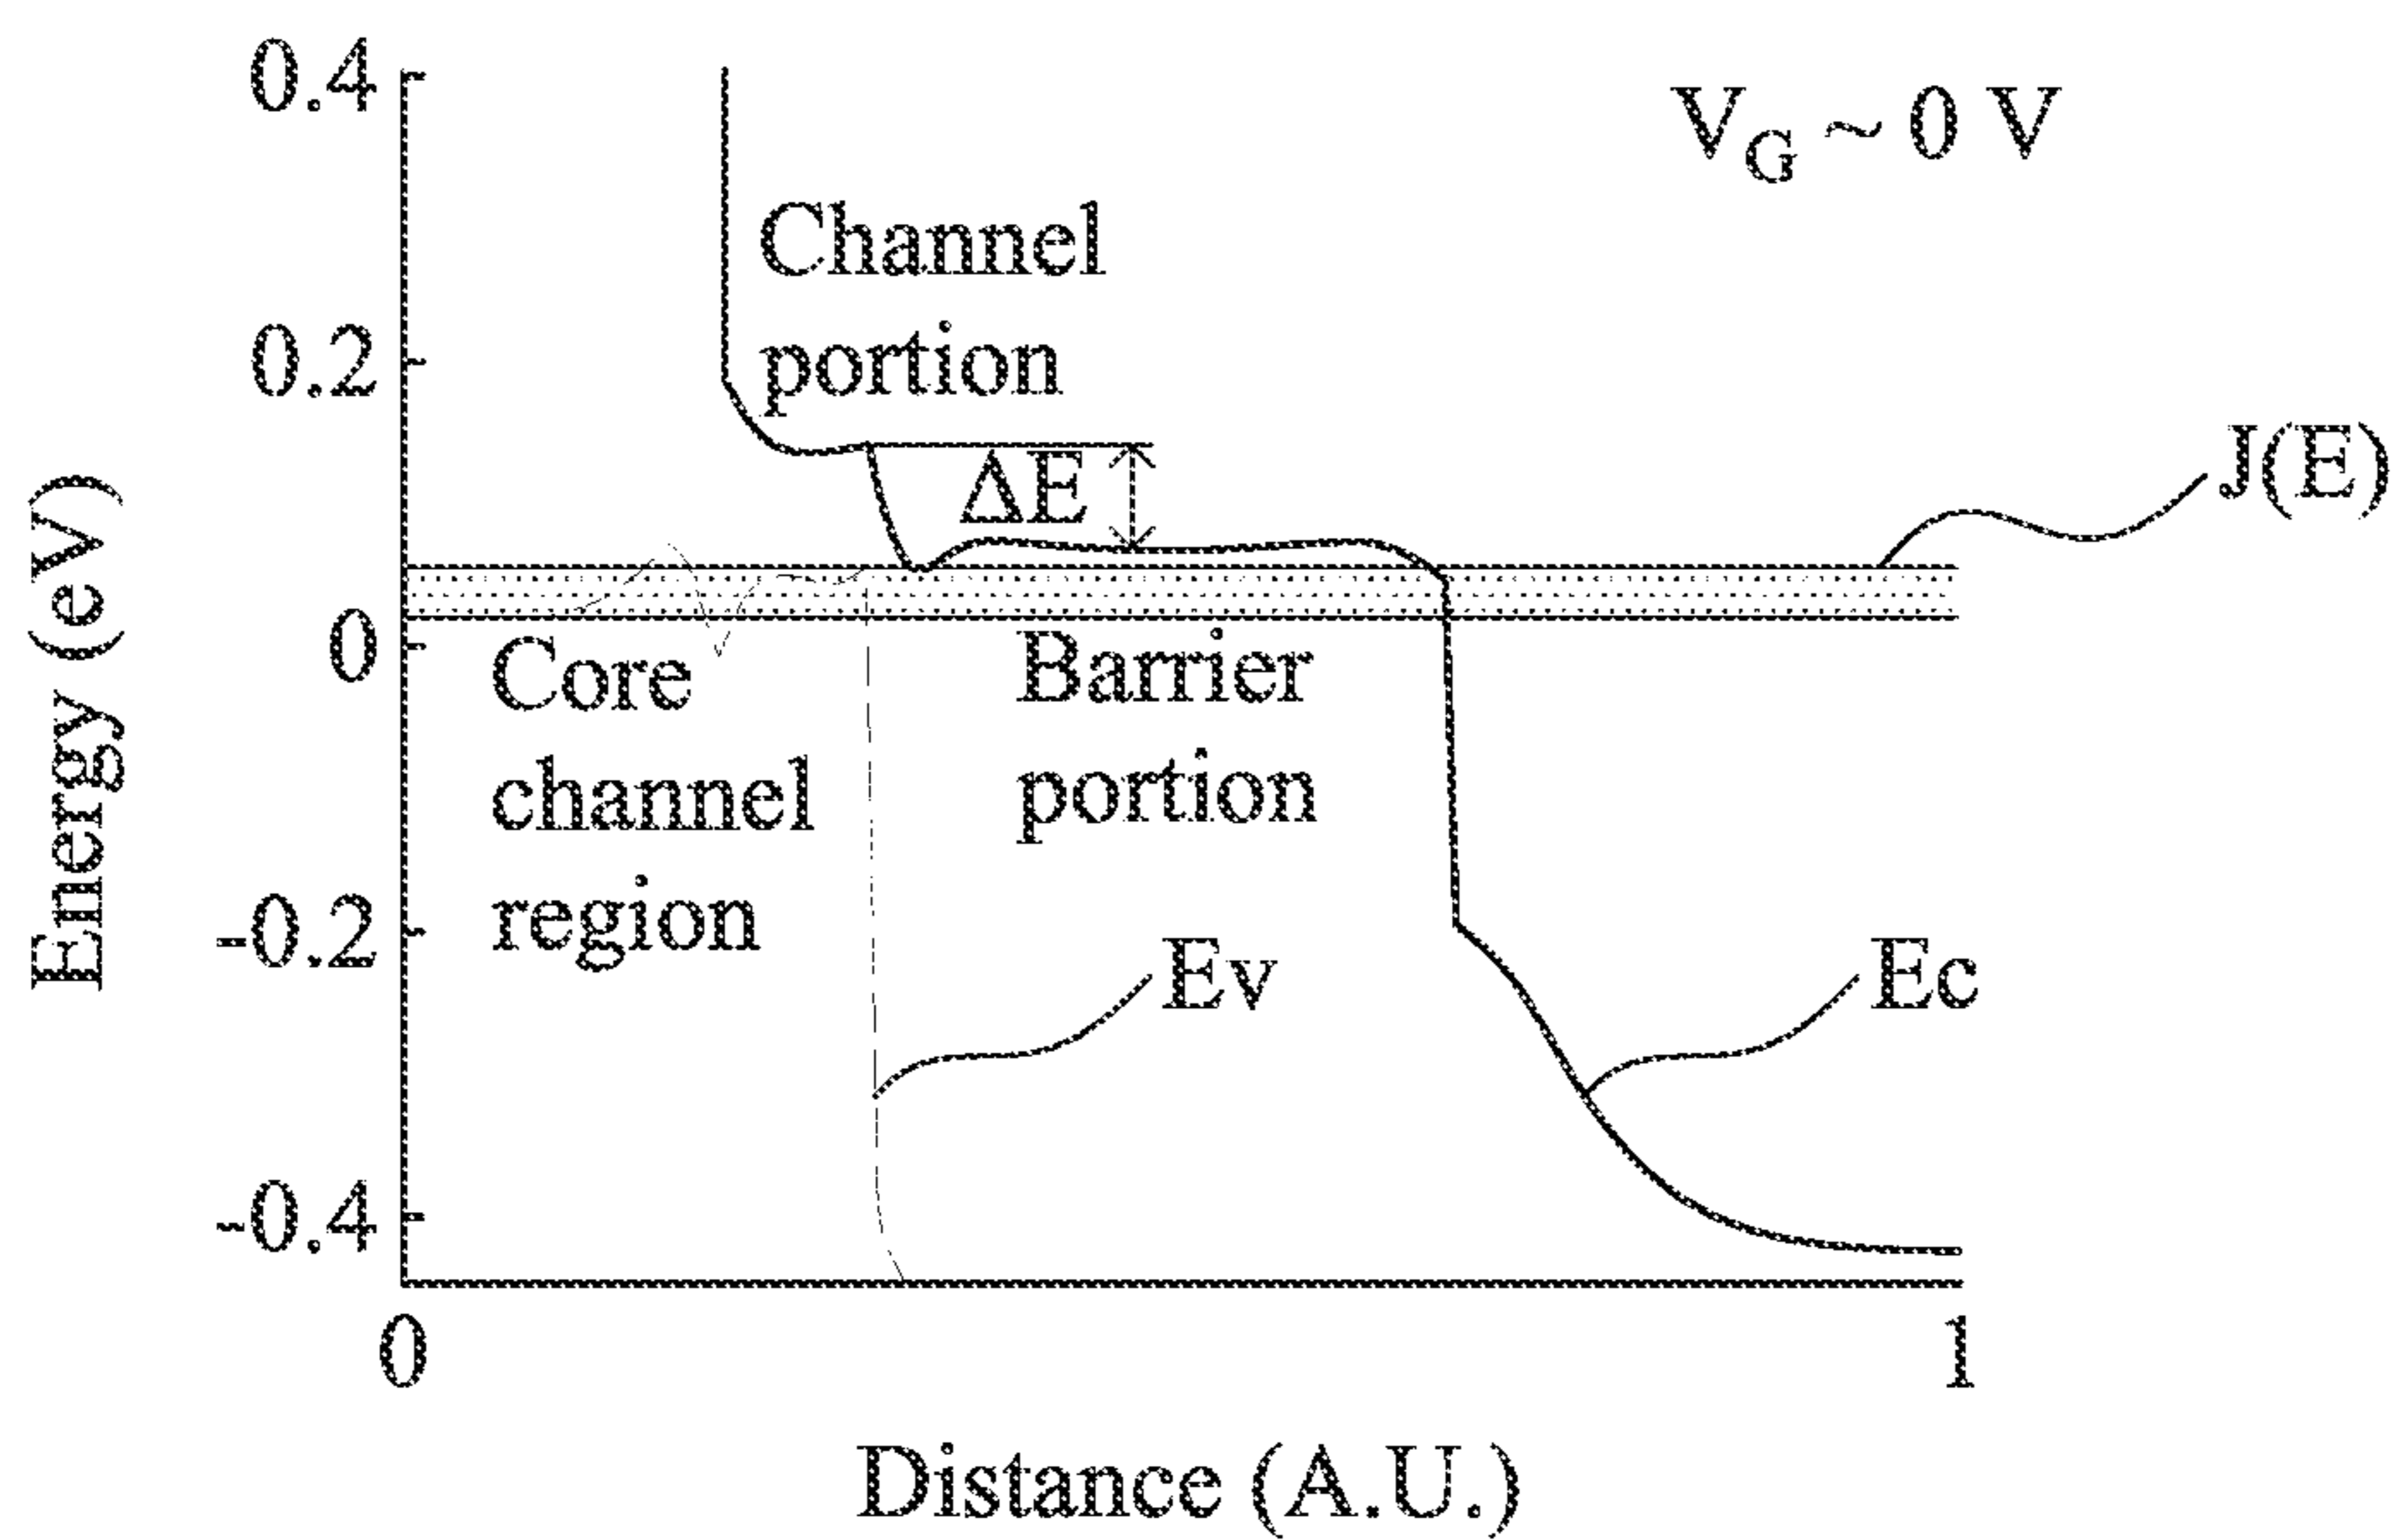 0.4
V_G ~ 0 V
Channel
portion
0.2
J(E)
ΔE
Energy (eV)
0
Core
channel
region
Barrier
portion
-0.2
Ev
Ec
-0.4
0
1
Distance (A.U.)